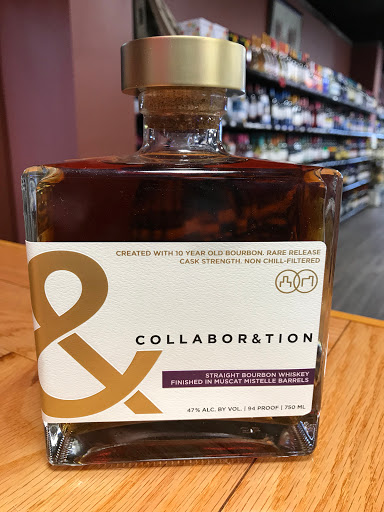 CREATED WITH 10 YEAR OLD BOURBON. RARE RELEASE
CASK STRENGTH. NON CHILL-FILTERED
&
COLLABOR&TION
STRAIGHT BOURBON WHISKEY
FINISHED IN MUSCAT MISTELLE BARRELS
47% ALC. BY VOL. | 94 PROOF | 750 ML